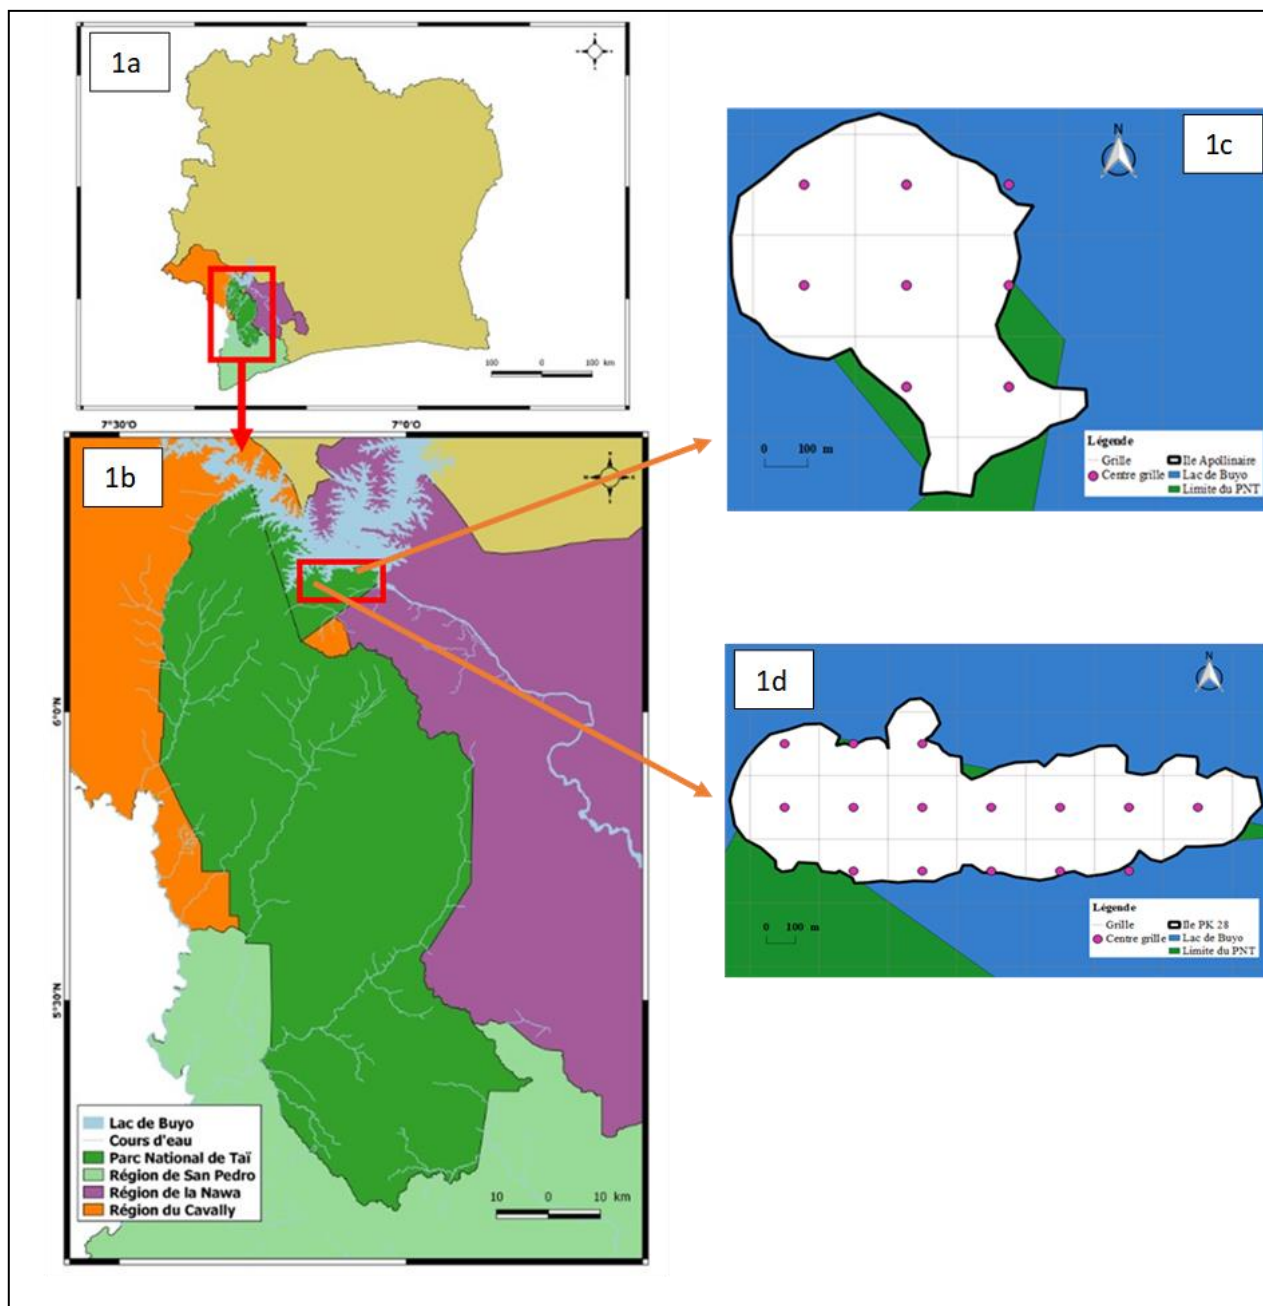 1a
100 0 100 km
7°30'O 7°0'O
1b
6°0'N
5°30'N
Lac de Buyo
Cours d'eau
Parc National de Taï
Région de San Pedro
Région de la Nawa
Région du Cavally
10 0 10 km
1c
N
0 100 m
Légende
Grille
Ile Apollinaire
Centre grille
Lac de Buyo
Limite du PNT
1d
N
0 100 m
Légende
Grille
Ile PK 28
Centre grille
Lac de Buyo
Limite du PNT